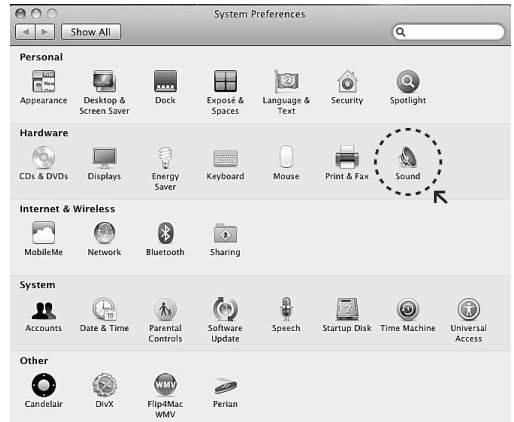 System Preferences
Show All
Personal
Appearance
Desktop &
Screen Saver
Dock
Exposé &
Spaces
Language &
Text
Security
Spotlight
Hardware
CDs & DVDs
Displays
Energy
Saver
Keyboard
Mouse
Print & Fax
Sound
Internet & Wireless
MobileMe
Network
Bluetooth
Sharing
System
Accounts
Date & Time
Parental
Controls
Software
Update
Speech
Startup Disk
Time Machine
Universal
Access
Other
Candelair
DivX
WMV
Flip4Mac
WMV
Perian